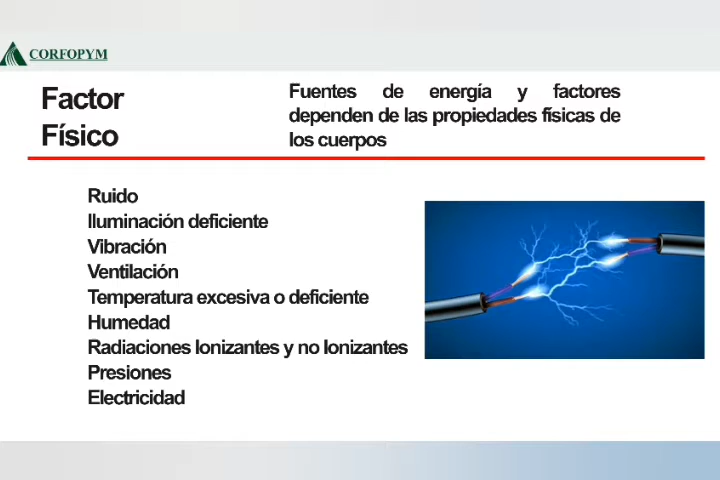 CORFOPYM
Factor
Físico
Fuentes de energía y factores
dependen de las propiedades físicas de
los cuerpos
Ruido
Iluminación deficiente
Vibración
Ventilación
Temperatura excesiva o deficiente
Humedad
Radiaciones Ionizantes y no Ionizantes
Presiones
Electricidad